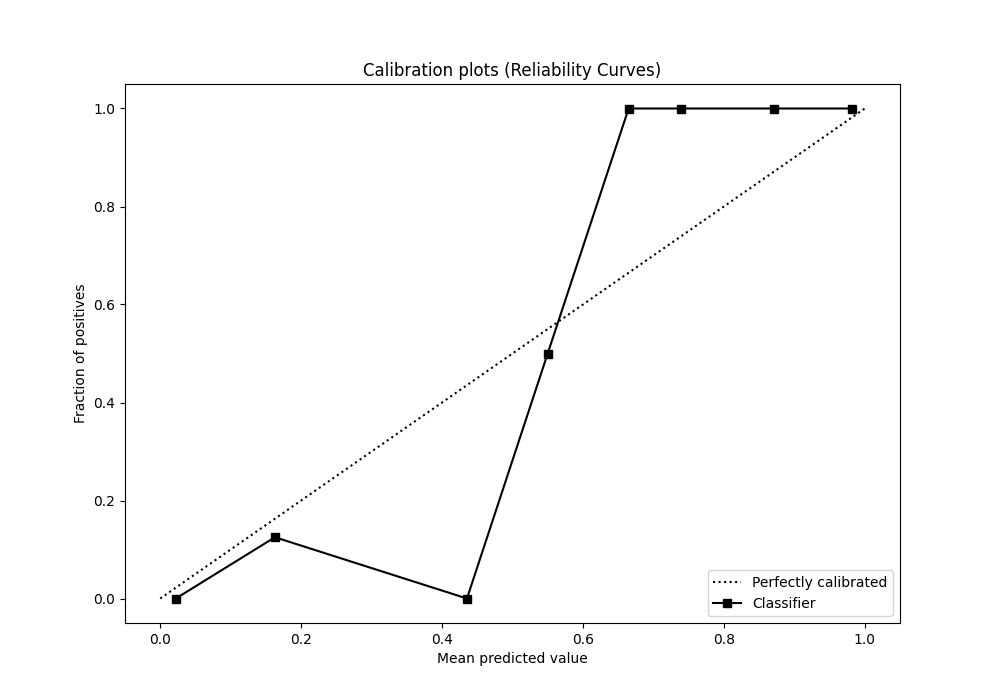 Calibration plots (Reliability Curves)
1.0
0.8
0.6
0.4
0.2
0.0
Fraction of positives
0.0 0.2 0.4 0.6 0.8 1.0
Mean predicted value
Perfectly calibrated
Classifier